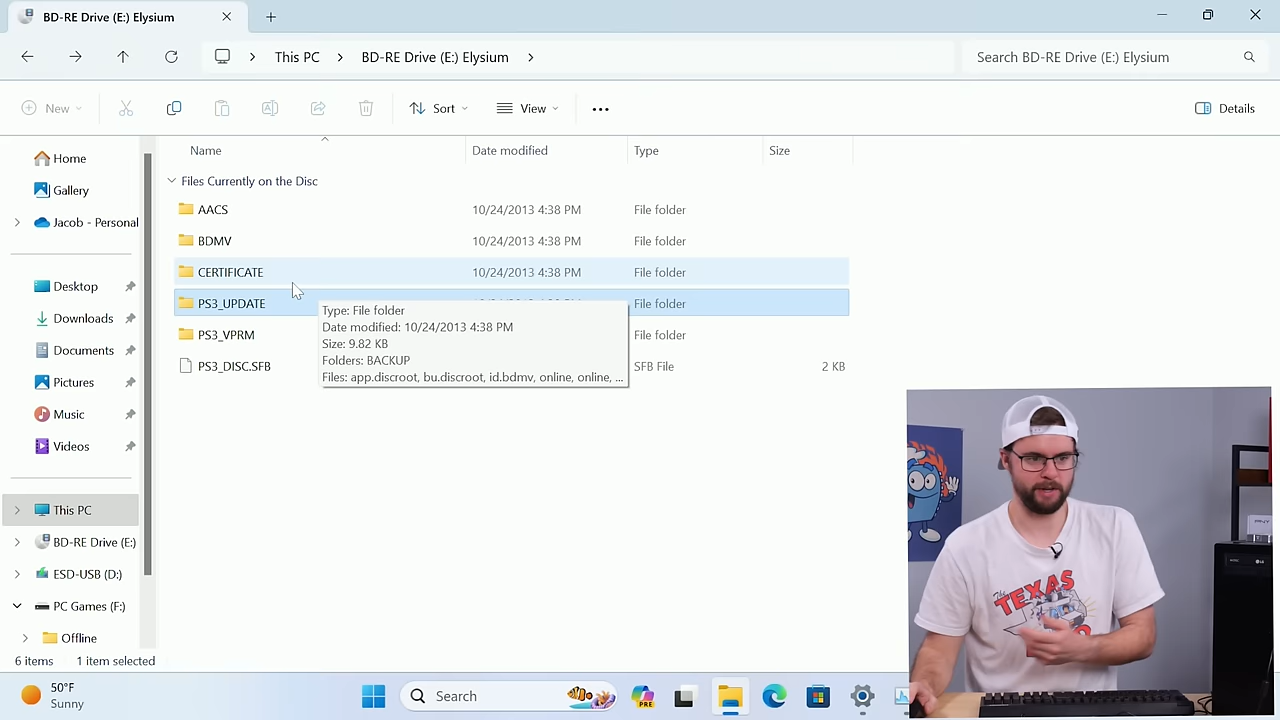 BD-RE Drive (E:) Elysium
This PC
BD-RE Drive (E:) Elysium
Search BD-RE Drive (E:) Elysium
New
Sort
View
Details
Name
Date modified
Type
Size
Files Currently on the Disc
AACS 10/24/2013 4:38 PM File folder
BDMV 10/24/2013 4:38 PM File folder
CERTIFICATE 10/24/2013 4:38 PM File folder
PS3_UPDATE File folder
PS3_VPRM File folder
PS3_DISC.SFB SFB File 2 KB
Type: File folder
Date modified: 10/24/2013 4:38 PM
Size: 9.82 KB
Folders: BACKUP
Files: app.discroot, bu.discroot, id.bdmv, online, online, ...
Home
Gallery
Jacob - Personal
Desktop
Downloads
Documents
Pictures
Music
Videos
This PC
BD-RE Drive (E:)
ESD-USB (D:)
PC Games (F:)
Offline
6 items 1 item selected
50°F
Sunny
Search
PRE
The
TEXAS
PNY
LG